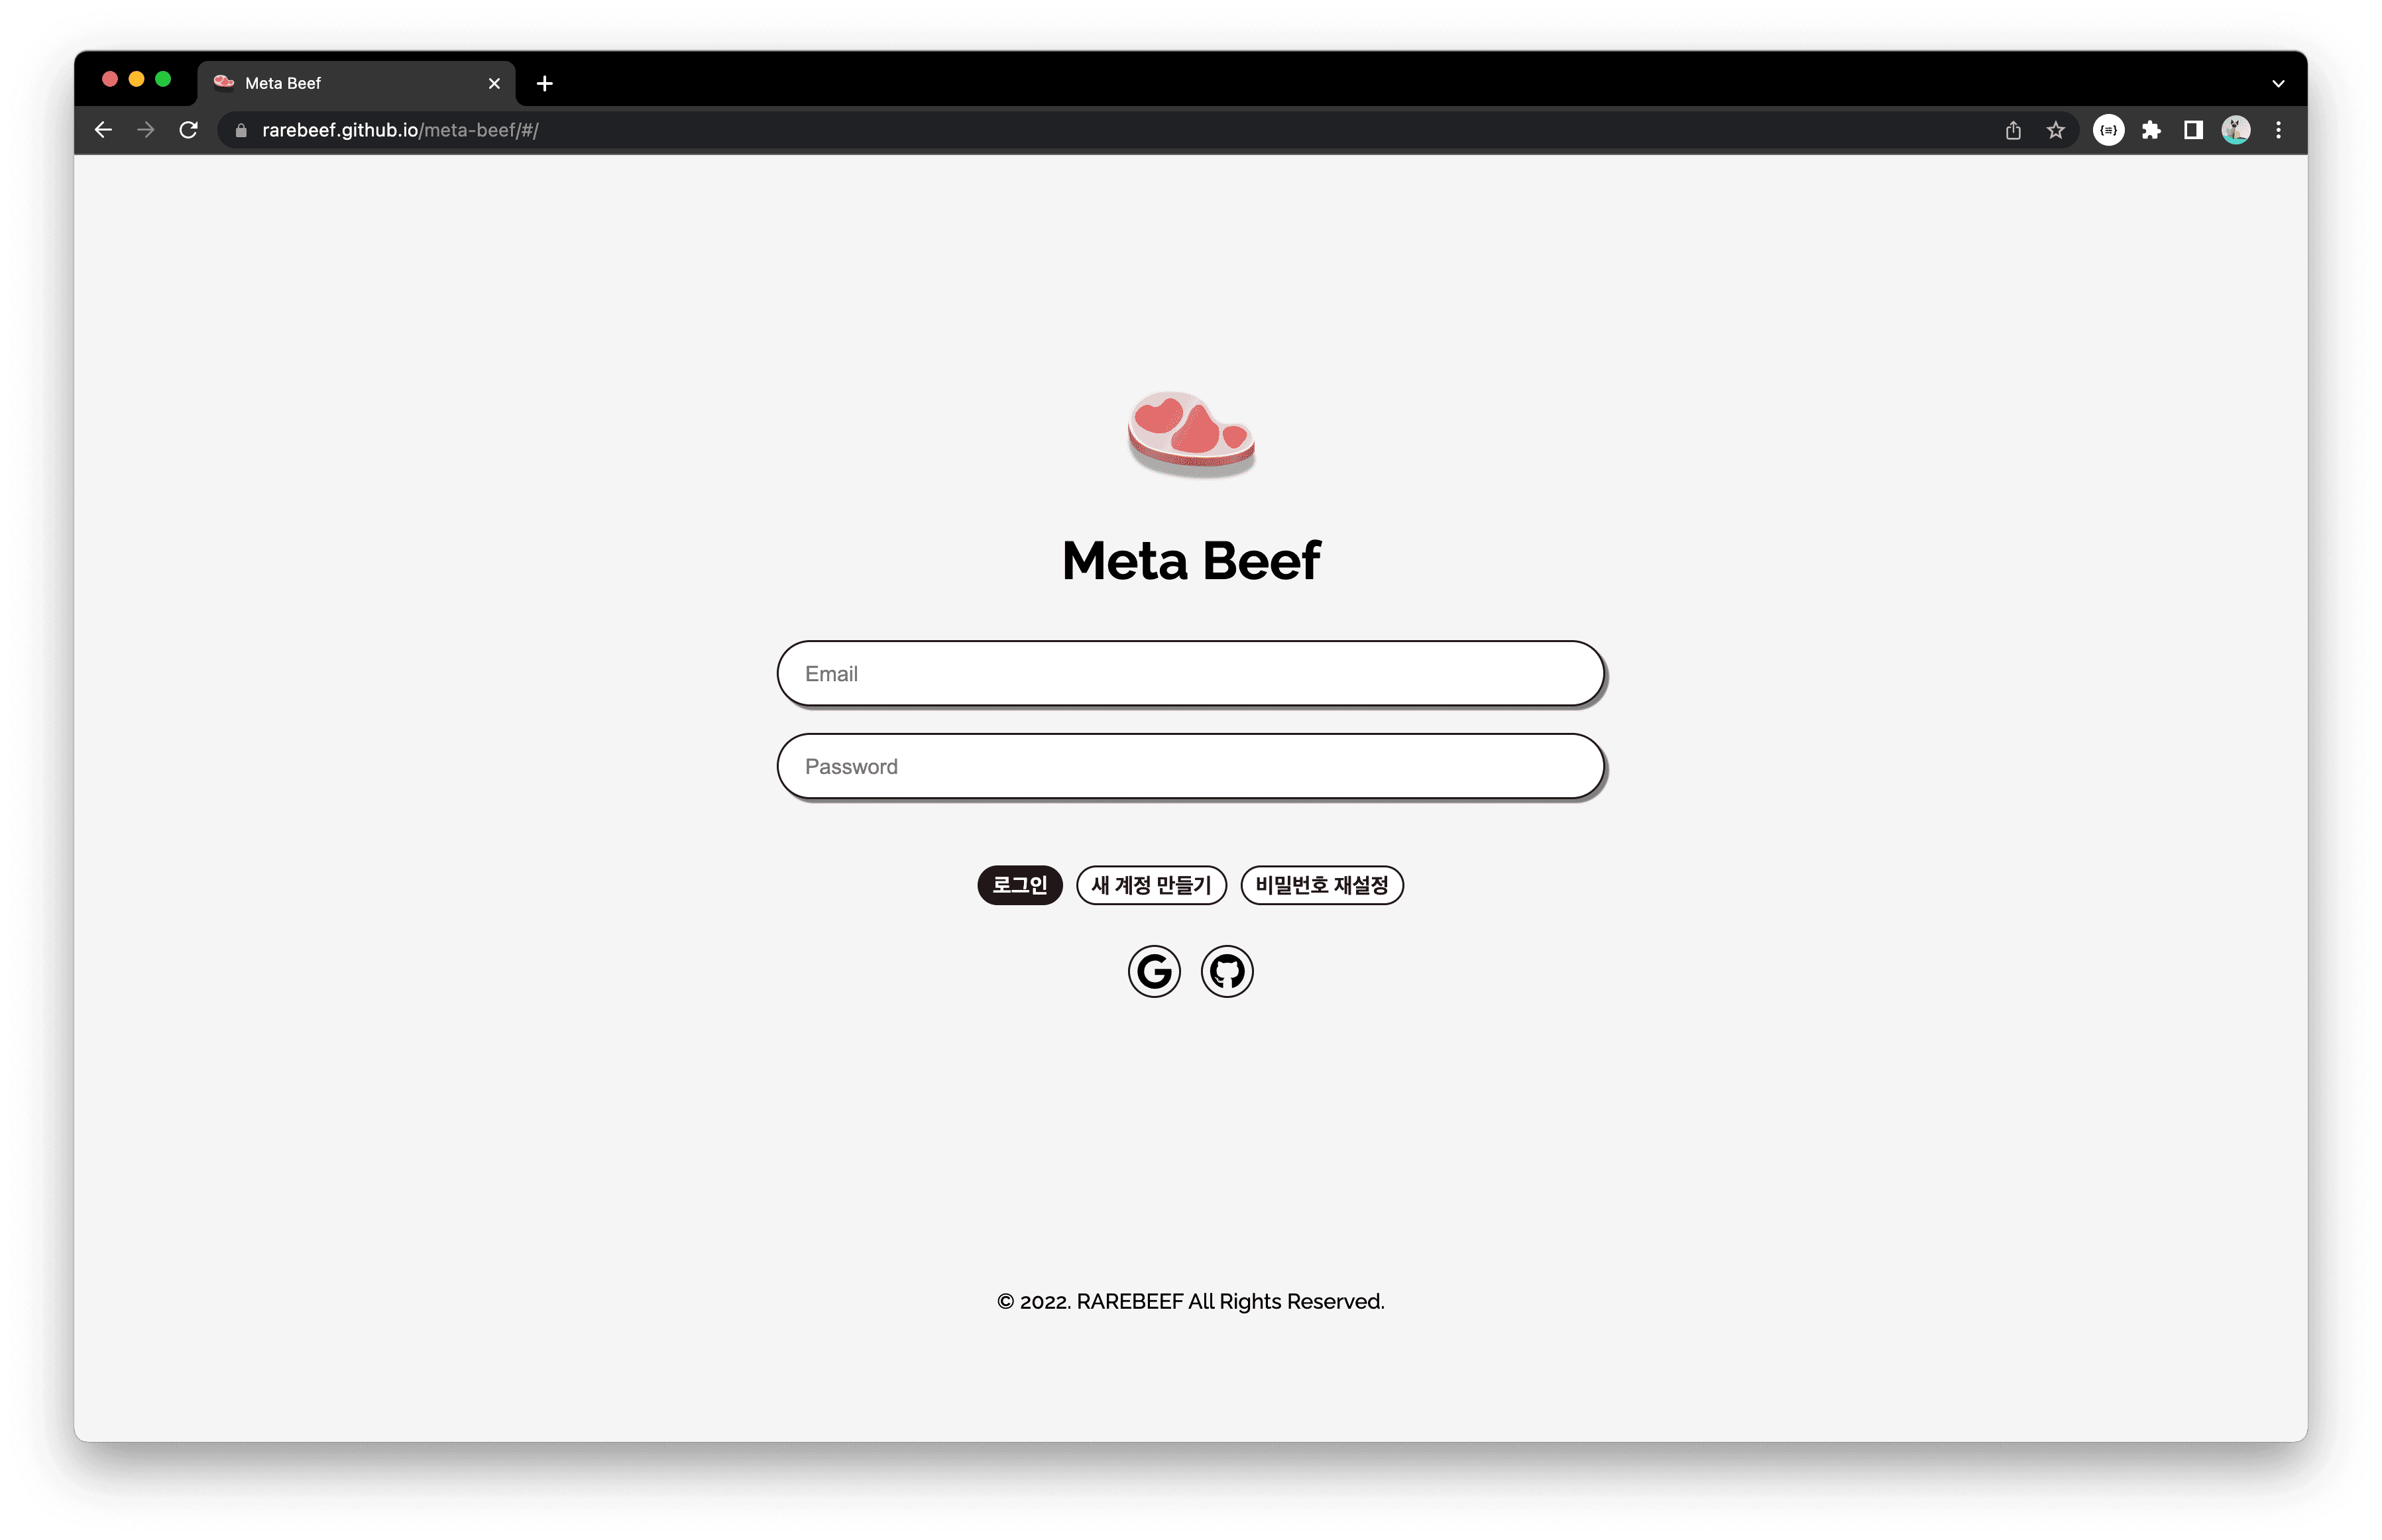 Meta Beef
rarebeef.github.io/meta-beef/#/
Meta Beef
Email
Password
로그인 새 계정 만들기 비밀번호 재설정
© 2022. RAREBEEF All Rights Reserved.